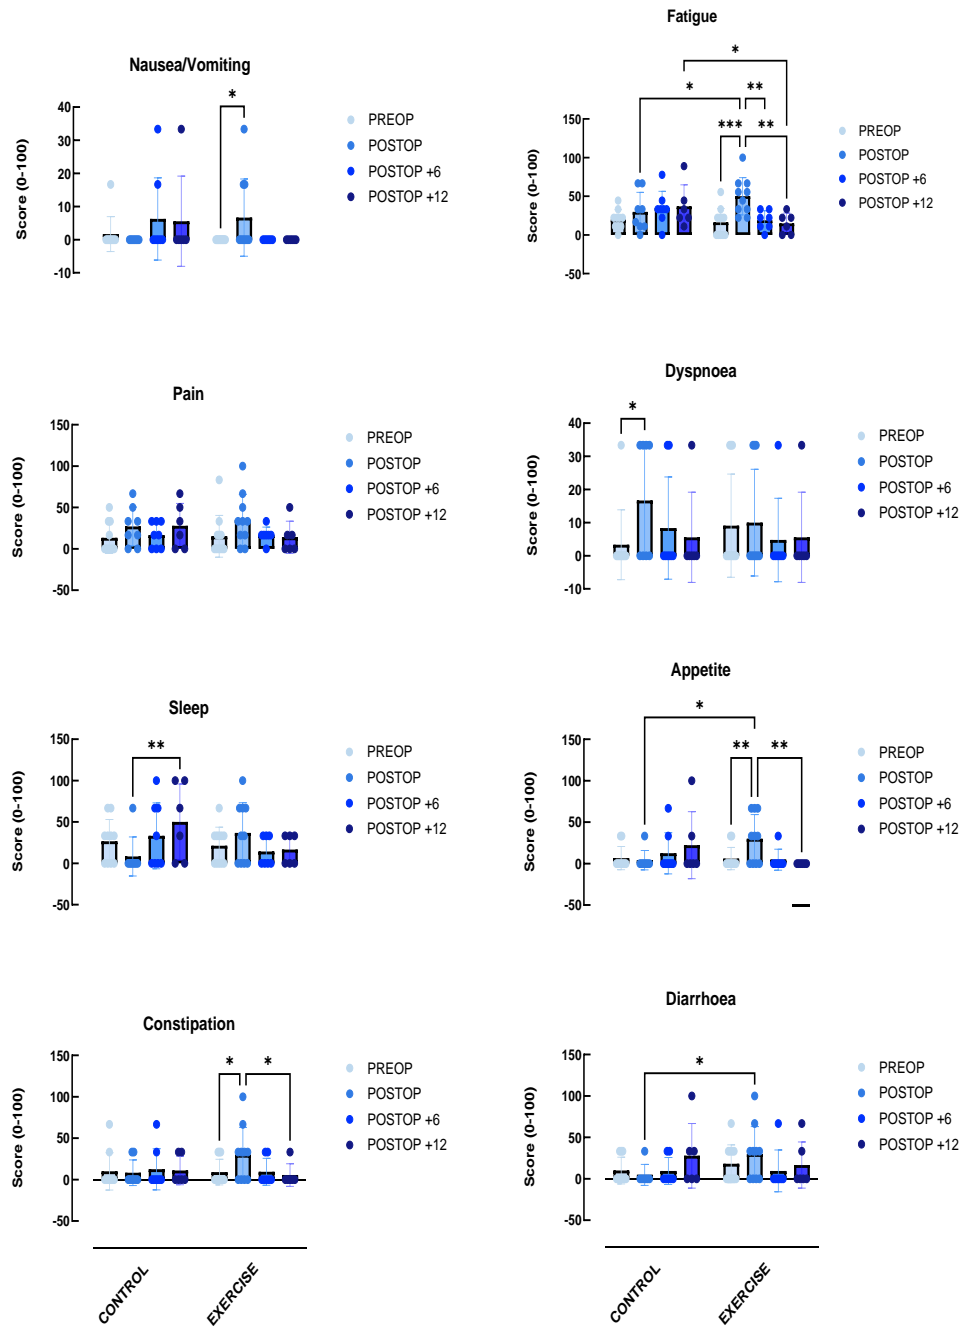 Nausea/Vomiting
Score (0-100)
40
30
20
10
0
-10
*
PREOP
POSTOP
POSTOP +6
POSTOP +12
Fatigue
Score (0-100)
150
100
50
0
-50
*
* **
*** **
PREOP
POSTOP
POSTOP +6
POSTOP +12
Pain
Score (0-100)
150
100
50
0
-50
PREOP
POSTOP
POSTOP +6
POSTOP +12
Dyspnoea
Score (0-100)
40
30
20
10
0
-10
*
PREOP
POSTOP
POSTOP +6
POSTOP +12
Sleep
Score (0-100)
150
100
50
0
-50
**
PREOP
POSTOP
POSTOP +6
POSTOP +12
Appetite
Score (0-100)
150
100
50
0
-50
*
** **
PREOP
POSTOP
POSTOP +6
POSTOP +12
Constipation
Score (0-100)
150
100
50
0
-50
* *
PREOP
POSTOP
POSTOP +6
POSTOP +12
CONTROL
EXERCISE
Diarrhoea
Score (0-100)
150
100
50
0
-50
*
PREOP
POSTOP
POSTOP +6
POSTOP +12
CONTROL
EXERCISE